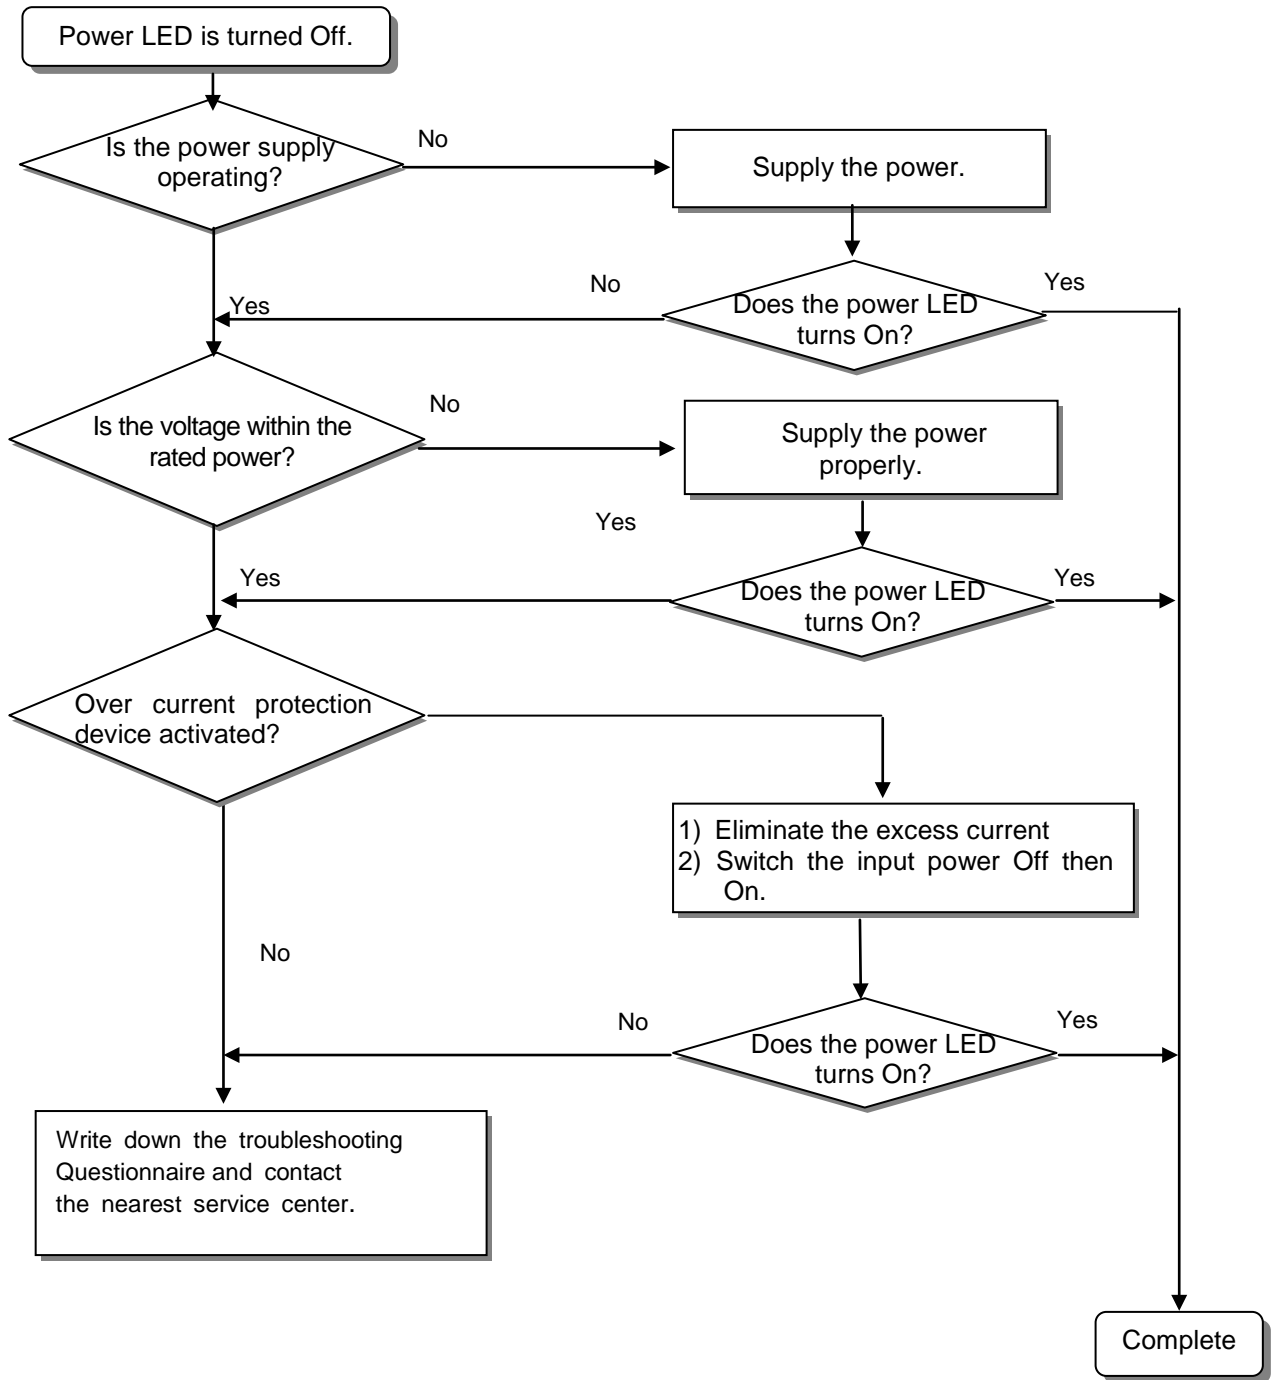 Power LED is turned Off.
Is the power supply
operating?
No
Supply the power.
No
Yes
Yes
Does the power LED
turns On?
Is the voltage within the
rated power?
No
Supply the power
properly.
Yes
Yes
Does the power LED
turns On?
Yes
Over current protection
device activated?
1) Eliminate the excess current
2) Switch the input power Off then
On.
No
No
Does the power LED
turns On?
Yes
Write down the troubleshooting
Questionnaire and contact
the nearest service center.
Complete